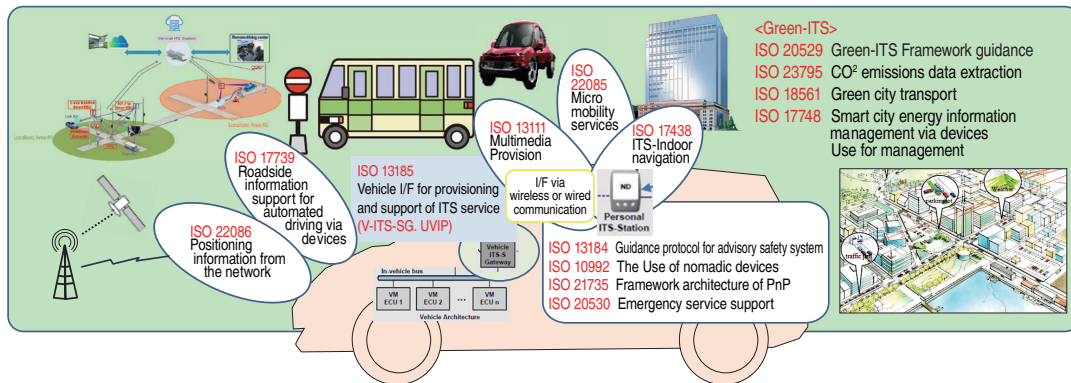 <Green-ITS>
ISO 20529 Green-ITS Framework guidance
ISO 23795 CO² emissions data extraction
ISO 18561 Green city transport
ISO 17748 Smart city energy information
management via devices
Use for management
ISO
22085
Micro
mobility
services
ISO 13111
Multimedia
Provision
ISO 17438
ITS-Indoor
navigation
ISO 17739
Roadside
information
support for
automated
driving via
devices
ISO 13185
Vehicle I/F for provisioning
and support of ITS service
(V-ITS-SG. UVIP)
I/F via
wireless or wired
communication
ND
Personal
ITS-Station
ISO 22086
Positioning
information from
the network
Vehicle
ITS-S
Gateway
In-vehicle bus
VM
ECU 1
VM
ECU 2
...
VM
ECU n
Vehicle Architecture
ISO 13184 Guidance protocol for advisory safety system
ISO 10992 The Use of nomadic devices
ISO 21735 Framework architecture of PnP
ISO 20530 Emergency service support
parking lot
Weather